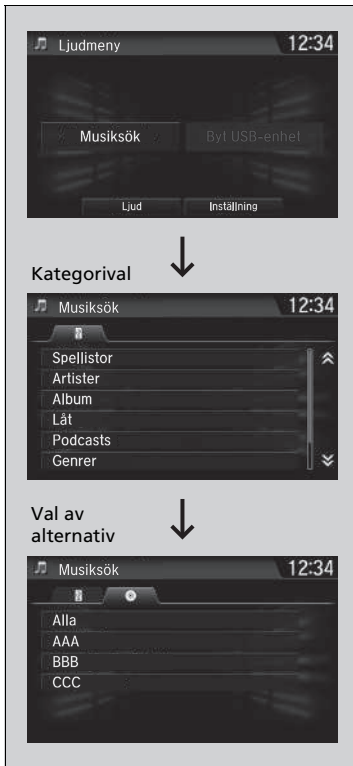 Ljudmeny 12:34
Musiksök Byt USB-enhet
Ljud Inställning
Kategorival
Musiksök 12:34
Spellistor
Artister
Album
Låt
Podcasts
Genrer
Val av
alternativ
Musiksök 12:34
Alla
AAA
BBB
CCC